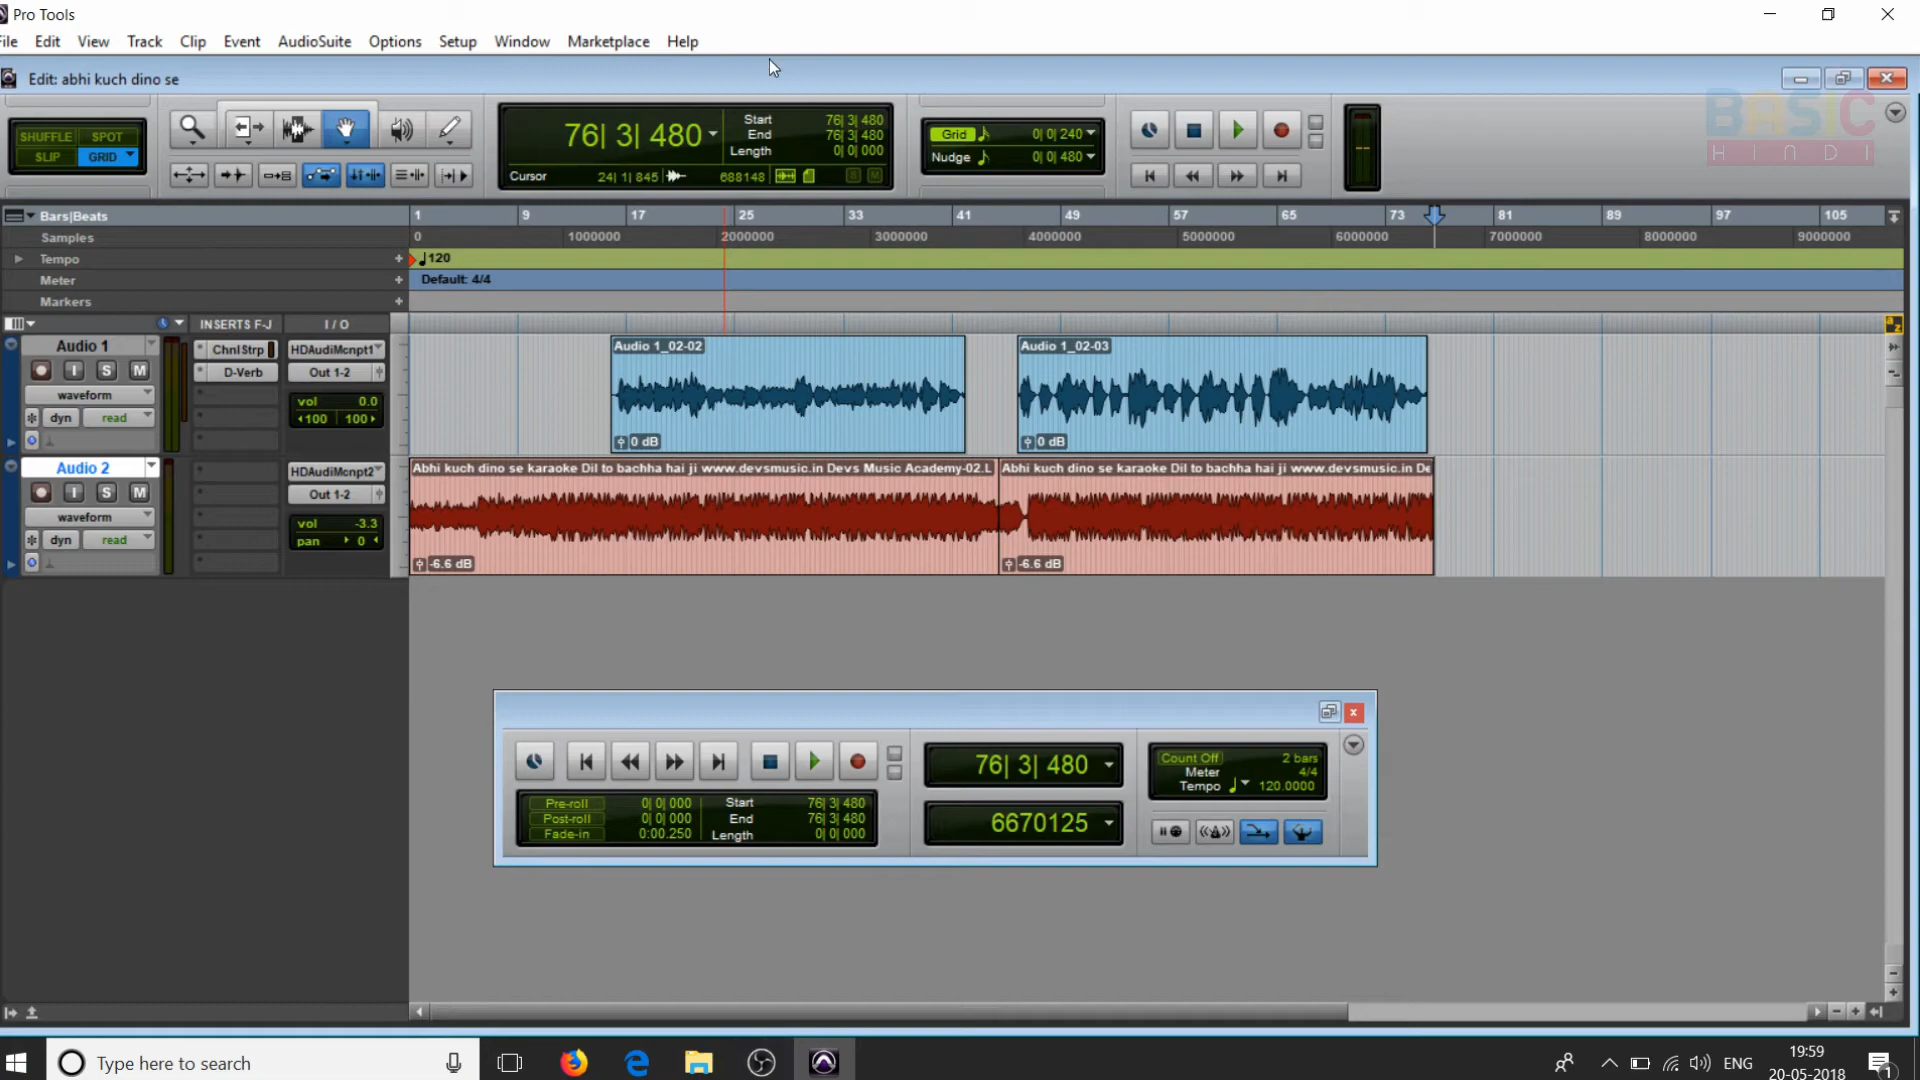 Pro Tools
File Edit View Track Clip Event AudioSuite Options Setup Window Marketplace Help
Edit: abhi kuch dino se
BASIC
HINDI
SHUFFLE SPOT
SLIP GRID
76| 3| 480
Start 76| 3| 480
End 76| 3| 480
Length 0| 0| 000
Cursor 24| 1| 845 688148 S M
Grid 0| 0| 240
Nudge 0| 0| 480
Bars|Beats 1 9 17 25 33 41 49 57 65 73 81 89 97 105
Samples 0 1000000 2000000 3000000 4000000 5000000 6000000 7000000 8000000 9000000
Tempo 120
Meter Default: 4/4
Markers
INSERTS F-J I / O
a z
Audio 1 ChnlStrp HDAudiMcnpt1 Audio 1_02-02 Audio 1_02-03
I S M D-Verb Out 1-2
waveform vol 0.0
dyn read 100 100
0 dB 0 dB
Audio 2 HDAudiMcnpt2 Abhi kuch dino se karaoke Dil to bachha hai ji www.devsmusic.in Devs Music Academy-02.L Abhi kuch dino se karaoke Dil to bachha hai ji www.devsmusic.in De
I S M Out 1-2
waveform vol -3.3
dyn read pan 0
-6.6 dB -6.6 dB
76| 3| 480
6670125
Count Off 2 bars
Meter 4/4
Tempo 120.0000
Pre-roll 0| 0| 000 Start 76| 3| 480
Post-roll 0| 0| 000 End 76| 3| 480
Fade-in 0:00.250 Length 0| 0| 000
Type here to search
ENG
19:59
20-05-2018
1